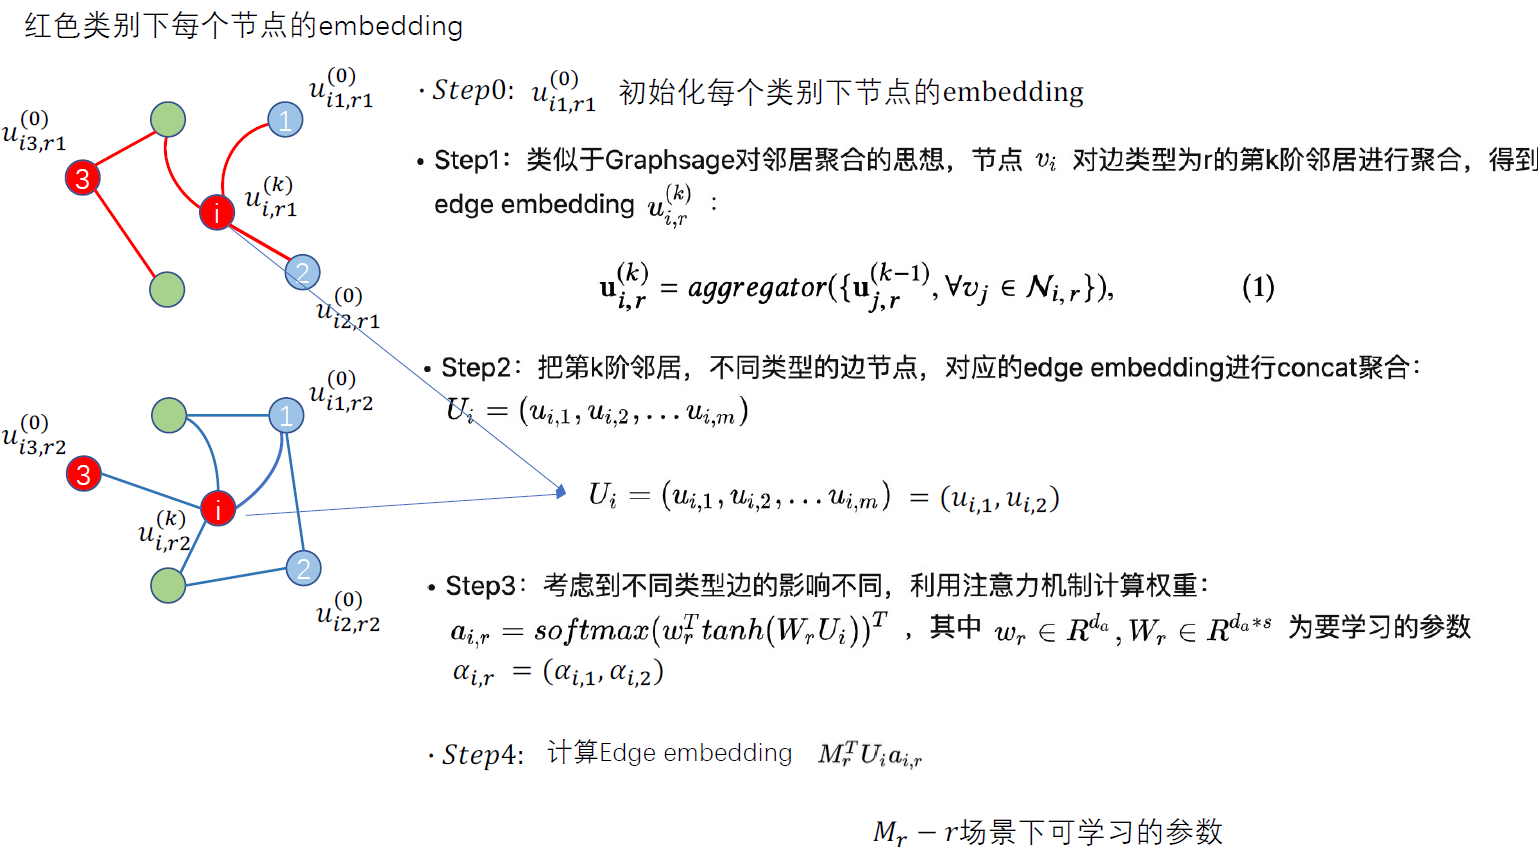 红色类别下每个节点的embedding
u_{i1,r1}^{(0)}
u_{i3,r1}^{(0)}
1
3
u_{i,r1}^{(k)}
i
2
u_{i2,r1}^{(0)}
· Step0: u_{i1,r1}^{(0)} 初始化每个类别下节点的embedding
• Step1：类似于Graphsage对邻居聚合的思想，节点 v_i 对边类型为r的第k阶邻居进行聚合，得到
edge embedding u_{i,r}^{(k)} ：
u_{i,r}^{(k)} = aggregator({u_{j,r}^{(k-1)}, ∀v_j ∈ N_{i,r}}), (1)
• Step2：把第k阶邻居，不同类型的边节点，对应的edge embedding进行concat聚合：
U_i = (u_{i,1}, u_{i,2}, ... u_{i,m})
u_{i1,r2}^{(0)}
u_{i3,r2}^{(0)}
1
3
i
u_{i,r2}^{(k)}
2
u_{i2,r2}^{(0)}
U_i = (u_{i,1}, u_{i,2}, ... u_{i,m}) = (u_{i,1}, u_{i,2})
• Step3：考虑到不同类型边的影响不同，利用注意力机制计算权重：
a_{i,r} = softmax(w_r^T tanh(W_r U_i))^T ，其中 w_r ∈ R^{d_a}, W_r ∈ R^{d_a*s} 为要学习的参数
α_{i,r} = (α_{i,1}, α_{i,2})
· Step4: 计算Edge embedding M_r^T U_i a_{i,r}
M_r − r场景下可学习的参数